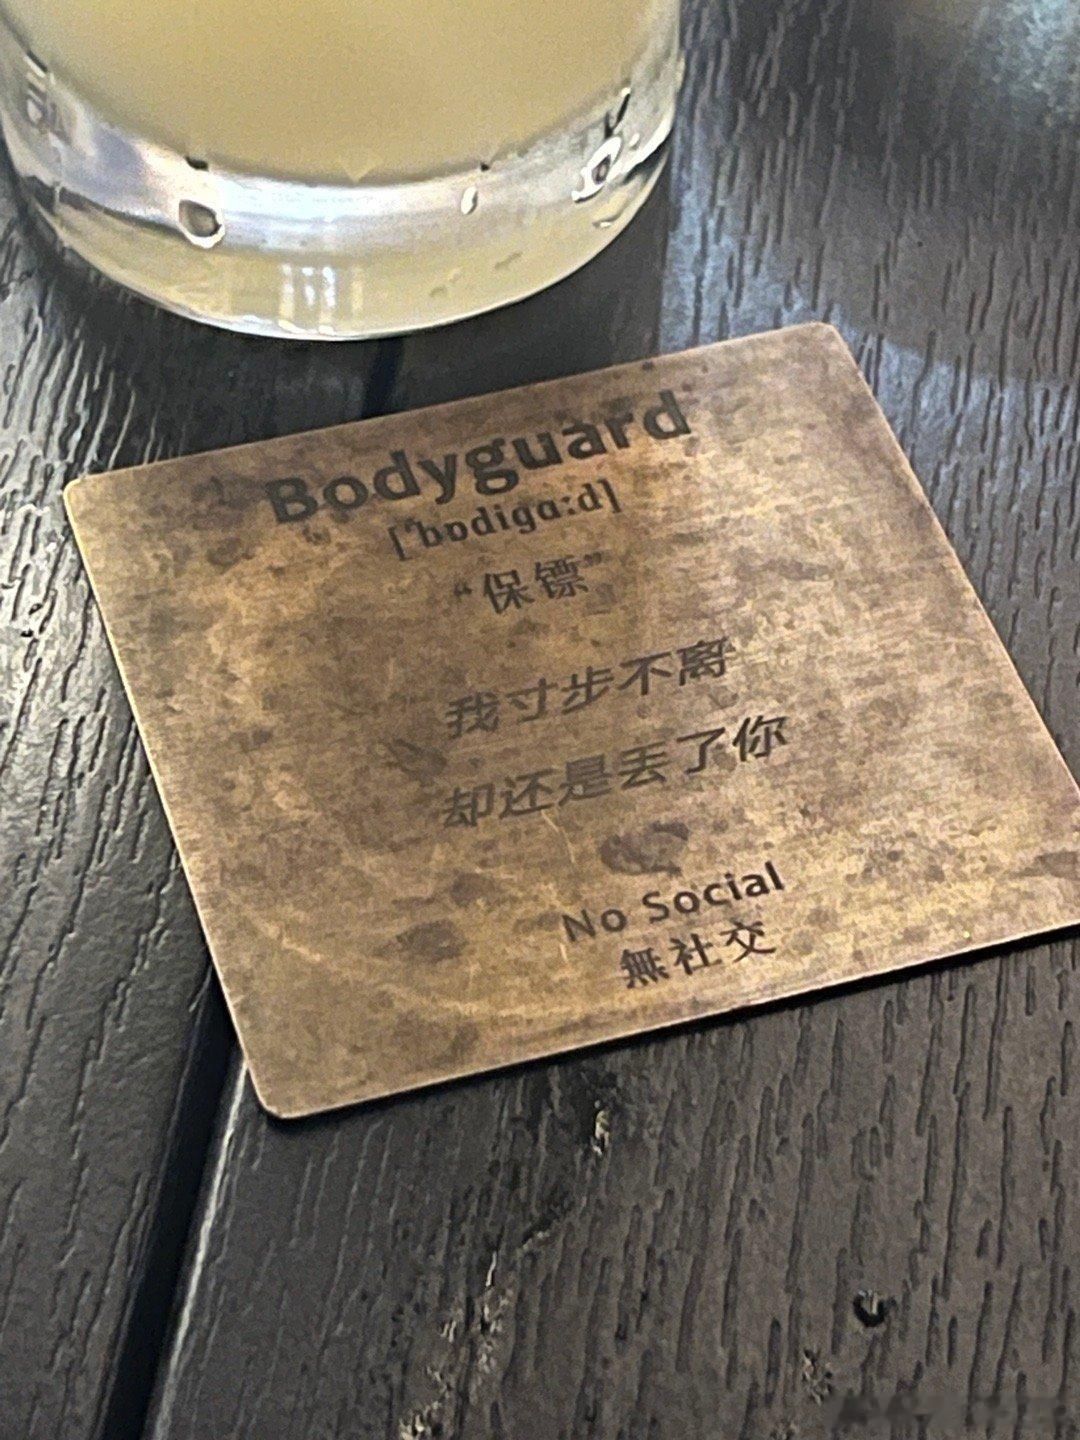 Bodyguard
['bɒdigɑːd]
“保镖”
我寸步不离
却还是丢了你
No Social
無社交